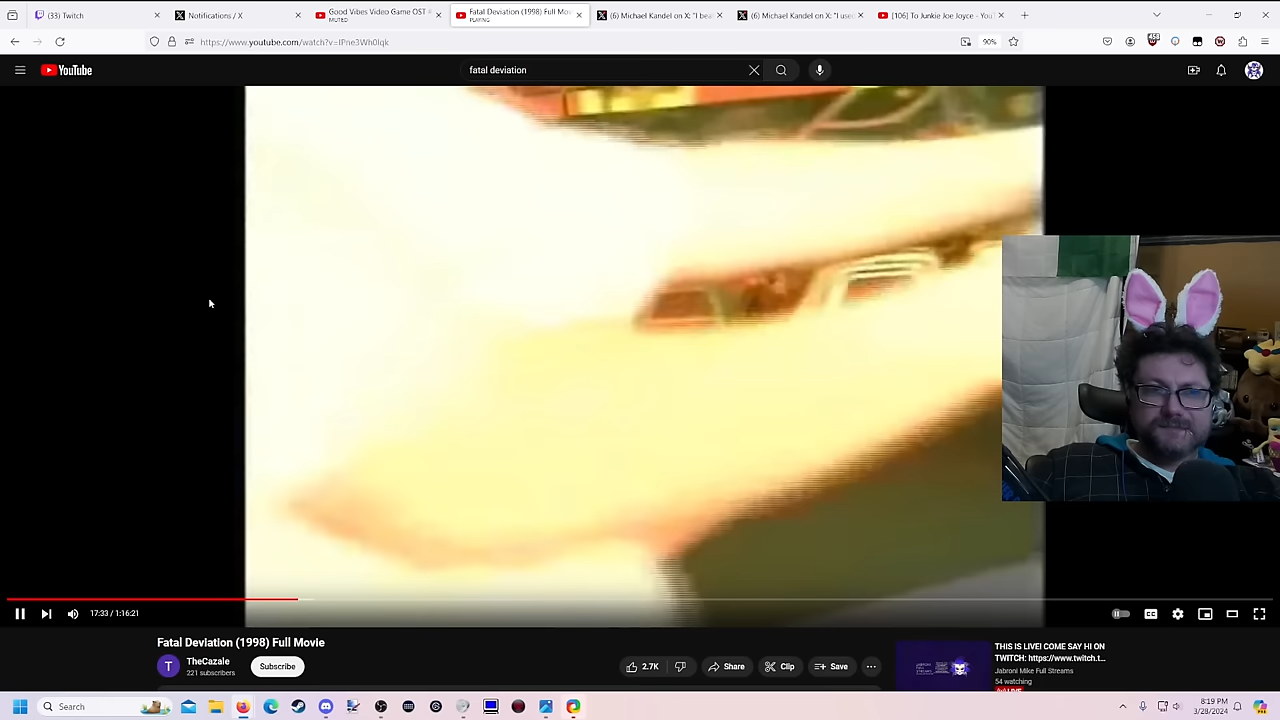 (33) Twitch
Notifications / X
Good Vibes Video Game OST
MUTED
Fatal Deviation (1998) Full Mov
PLAYING
(6) Michael Kandel on X: "I bea
(6) Michael Kandel on X: "I use
[106] To Junkie Joe Joyce - You
https://www.youtube.com/watch?v=IPne3Wh0lqk
90%
YouTube
fatal deviation
17:33 / 1:16:21
CC
Fatal Deviation (1998) Full Movie
T
TheCazale
221 subscribers
Subscribe
2.7K
Share
Clip
Save
THIS IS LIVE! COME SAY HI ON
TWITCH: https://www.twitch.t...
Jabroni Mike Full Streams
54 watching
Search
8:19 PM
3/28/2024